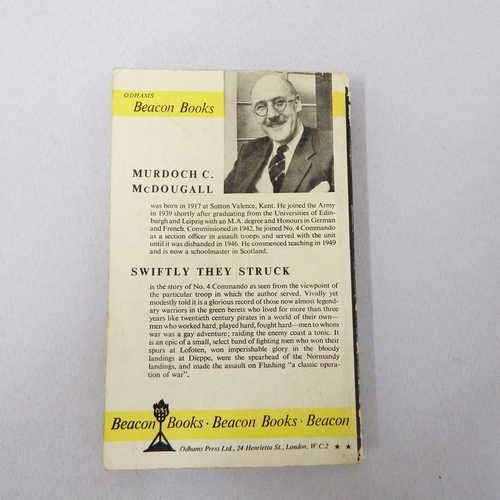 ODHAMS
Beacon Books
MURDOCH C.
McDOUGALL
was born in 1917 at Sutton Valence, Kent. He joined the Army
in 1939 shortly after graduating from the Universities of Edin-
burgh and Leipzig with an M.A. degree and Honours in German
and French. Commissioned in 1942, he joined No. 4 Commando
as a section officer in assault troops and served with the unit
until it was disbanded in 1946. He commenced teaching in 1949
and is now a schoolmaster in Scotland.
SWIFTLY THEY STRUCK
is the story of No. 4 Commando as seen from the viewpoint of
the particular troop in which the author served. Vividly yet
modestly told it is a glorious record of those now almost legend-
ary warriors in the green berets who lived for more than three
years like twentieth century pirates in a world of their own—
men who worked hard, played hard, fought hard—men to whom
war was a gay adventure; raiding the enemy coast a tonic. It
is an epic of a small, select band of fighting men who won their
spurs at Lofoten, won imperishable glory in the bloody
landings at Dieppe, were the spearhead of the Normandy
landings, and made the assault on Flushing "a classic opera-
tion of war".
Beacon Books · Beacon Books · Beacon
Odhams Press Ltd., 24 Henrietta St., London, W.C.2 ★ ★